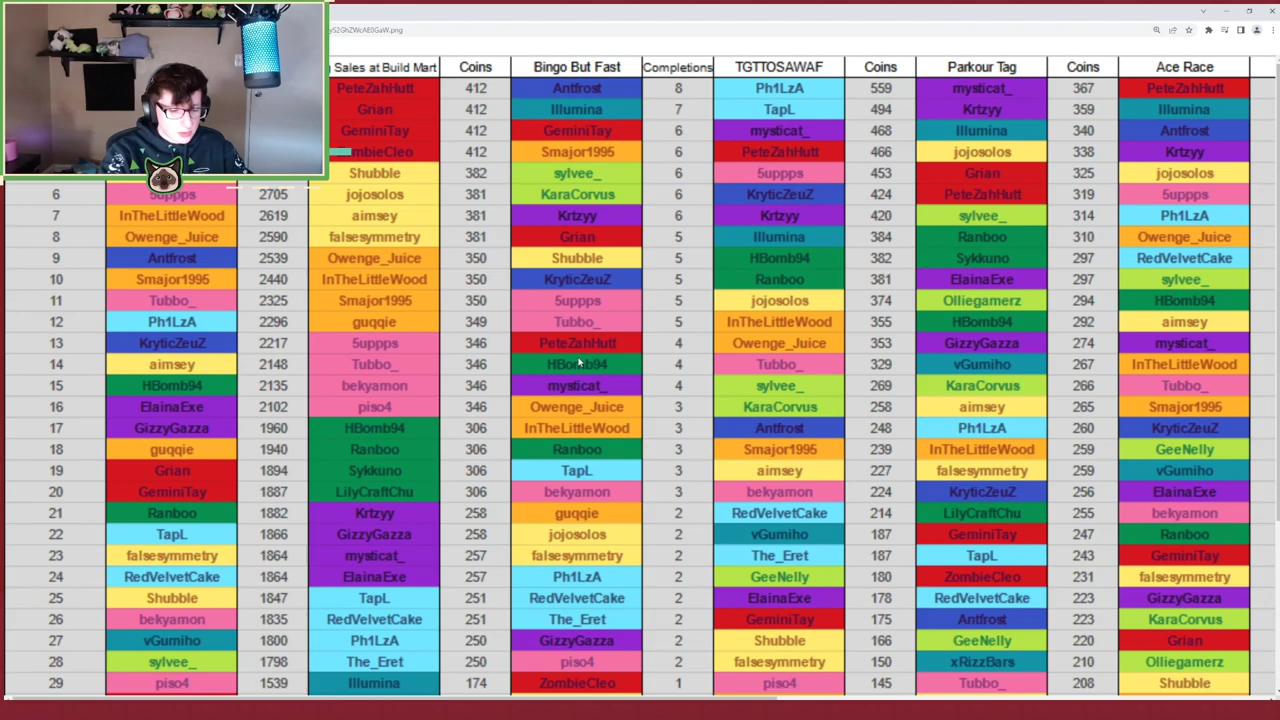 yS2GhZWcAE0GaW.png
Sales at Build Mart Coins Bingo But Fast Completions TGTTOSAWAF Coins Parkour Tag Coins Ace Race
PeteZahHutt 412 Antfrost 8 Ph1LzA 559 mysticat_ 367 PeteZahHutt
Grian 412 Illumina 7 TapL 494 Krtzyy 359 Illumina
GeminiTay 412 GeminiTay 6 mysticat_ 468 Illumina 340 Antfrost
mbieCleo 412 Smajor1995 6 PeteZahHutt 466 jojosolos 338 Krtzyy
Shubble 382 sylvee_ 6 5uppps 453 Grian 325 jojosolos
6 5uppps 2705 jojosolos 381 KaraCorvus 6 KryticZeuZ 424 PeteZahHutt 319 5uppps
7 InTheLittleWood 2619 aimsey 381 Krtzyy 6 Krtzyy 420 sylvee_ 314 Ph1LzA
8 Owenge_Juice 2590 falsesymmetry 381 Grian 5 Illumina 384 Ranboo 310 Owenge_Juice
9 Antfrost 2539 Owenge_Juice 350 Shubble 5 HBomb94 382 Sykkuno 297 RedVelvetCake
10 Smajor1995 2440 InTheLittleWood 350 KryticZeuZ 5 Ranboo 381 ElainaExe 297 sylvee_
11 Tubbo_ 2325 Smajor1995 350 5uppps 5 jojosolos 374 Olliegamerz 294 HBomb94
12 Ph1LzA 2296 guqqie 349 Tubbo_ 5 InTheLittleWood 355 HBomb94 292 aimsey
13 KryticZeuZ 2217 5uppps 346 PeteZahHutt 4 Owenge_Juice 353 GizzyGazza 274 mysticat_
14 aimsey 2148 Tubbo_ 346 HBomb94 4 Tubbo_ 329 vGumiho 267 InTheLittleWood
15 HBomb94 2135 bekyamon 346 mysticat_ 4 sylvee_ 269 KaraCorvus 266 Tubbo_
16 ElainaExe 2102 piso4 346 Owenge_Juice 3 KaraCorvus 258 aimsey 265 Smajor1995
17 GizzyGazza 1960 HBomb94 306 InTheLittleWood 3 Antfrost 248 Ph1LzA 260 KryticZeuZ
18 guqqie 1940 Ranboo 306 Ranboo 3 Smajor1995 239 InTheLittleWood 259 GeeNelly
19 Grian 1894 Sykkuno 306 TapL 3 aimsey 227 falsesymmetry 259 vGumiho
20 GeminiTay 1887 LilyCraftChu 306 bekyamon 3 bekyamon 224 KryticZeuZ 256 ElainaExe
21 Ranboo 1882 Krtzyy 258 guqqie 2 RedVelvetCake 214 LilyCraftChu 255 bekyamon
22 TapL 1866 GizzyGazza 258 jojosolos 2 vGumiho 187 GeminiTay 247 Ranboo
23 falsesymmetry 1864 mysticat_ 257 falsesymmetry 2 The_Eret 187 TapL 243 GeminiTay
24 RedVelvetCake 1864 ElainaExe 257 Ph1LzA 2 GeeNelly 180 ZombieCleo 231 falsesymmetry
25 Shubble 1847 TapL 251 RedVelvetCake 2 ElainaExe 178 RedVelvetCake 223 GizzyGazza
26 bekyamon 1835 RedVelvetCake 251 The_Eret 2 GeminiTay 175 Antfrost 223 KaraCorvus
27 vGumiho 1800 Ph1LzA 250 GizzyGazza 2 Shubble 166 GeeNelly 220 Grian
28 sylvee_ 1798 The_Eret 250 piso4 2 falsesymmetry 150 xRizzBars 210 Olliegamerz
29 piso4 1539 Illumina 174 ZombieCleo 1 piso4 145 Tubbo_ 208 Shubble